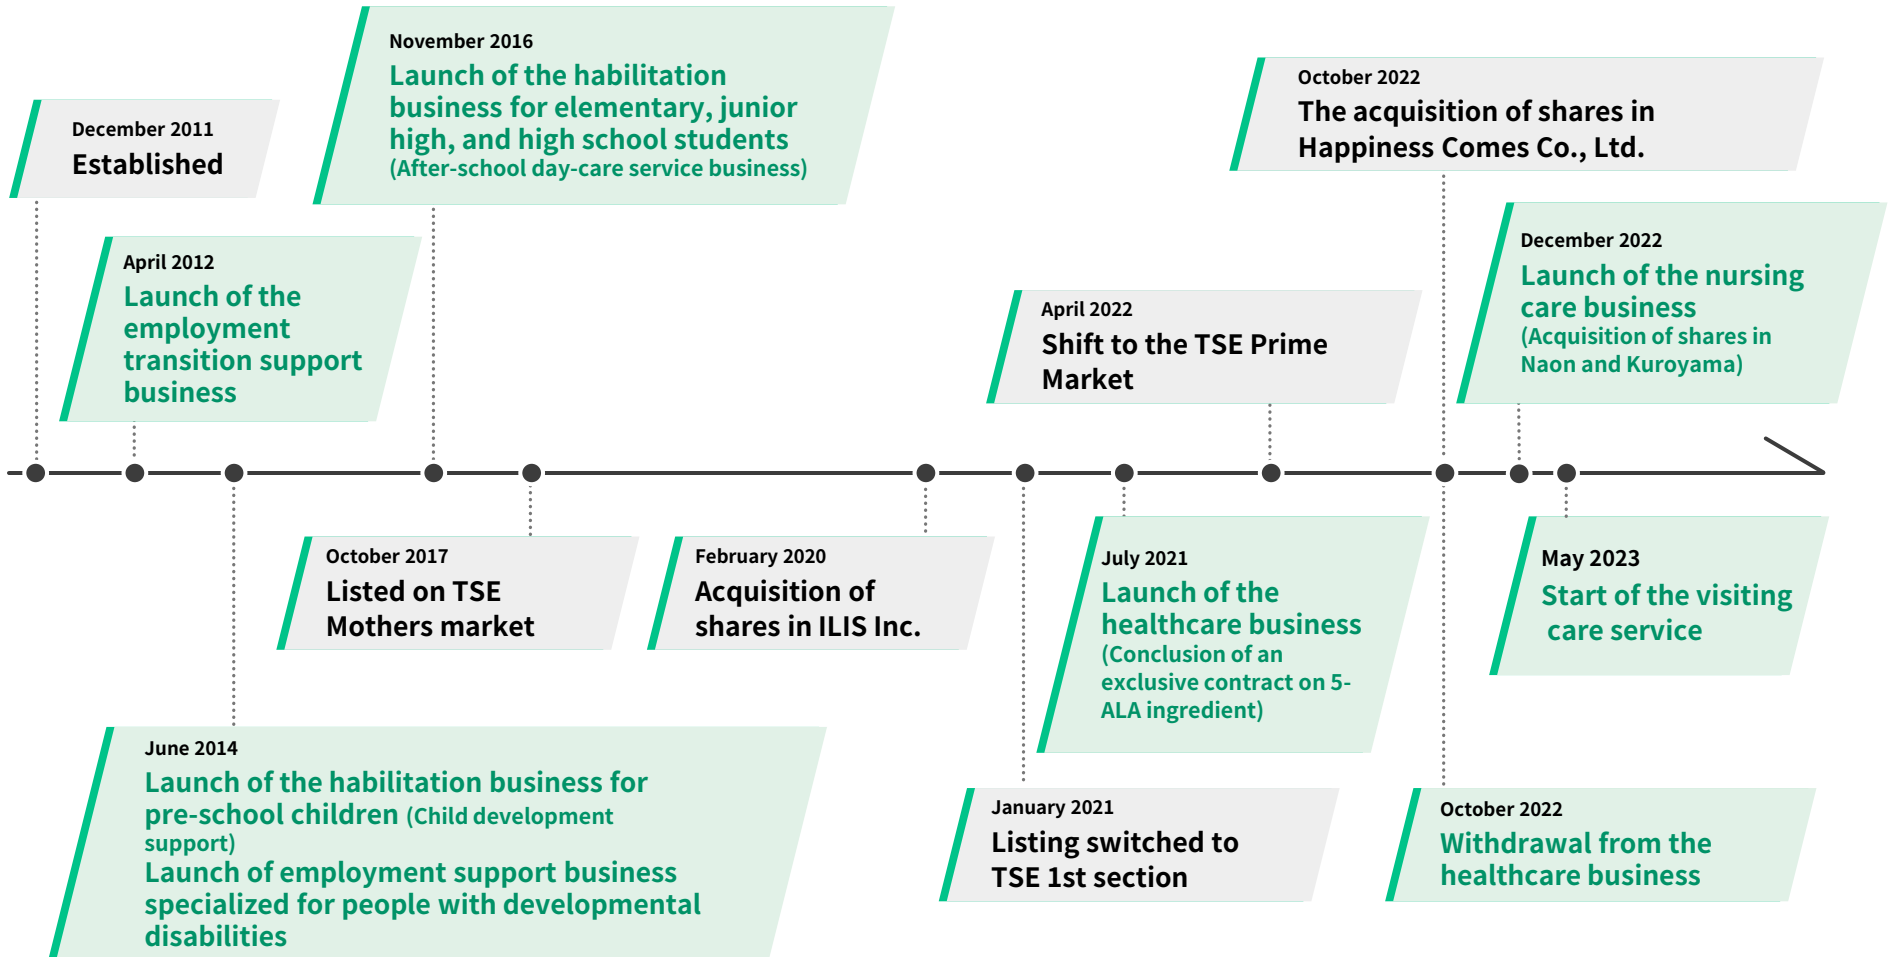 December 2011
Established
April 2012
Launch of the
employment
transition support
business
November 2016
Launch of the habilitation
business for elementary, junior
high, and high school students
(After-school day-care service business)
April 2022
Shift to the TSE Prime
Market
October 2022
The acquisition of shares in
Happiness Comes Co., Ltd.
December 2022
Launch of the nursing
care business
(Acquisition of shares in
Naon and Kuroyama)
June 2014
Launch of the habilitation business for
pre-school children (Child development
support)
Launch of employment support business
specialized for people with developmental
disabilities
October 2017
Listed on TSE
Mothers market
February 2020
Acquisition of
shares in ILIS Inc.
January 2021
Listing switched to
TSE 1st section
July 2021
Launch of the
healthcare business
(Conclusion of an
exclusive contract on 5-
ALA ingredient)
October 2022
Withdrawal from the
healthcare business
May 2023
Start of the visiting
care service